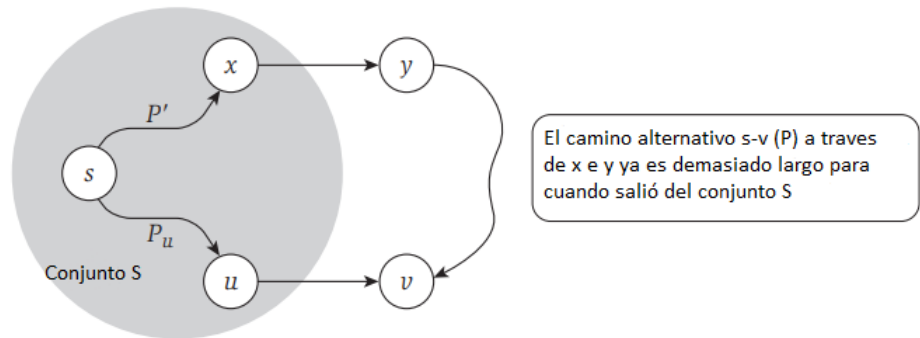 x
y
P'
s
P_u
Conjunto S
u
v
El camino alternativo s-v (P) a traves
de x e y ya es demasiado largo para
cuando salió del conjunto S